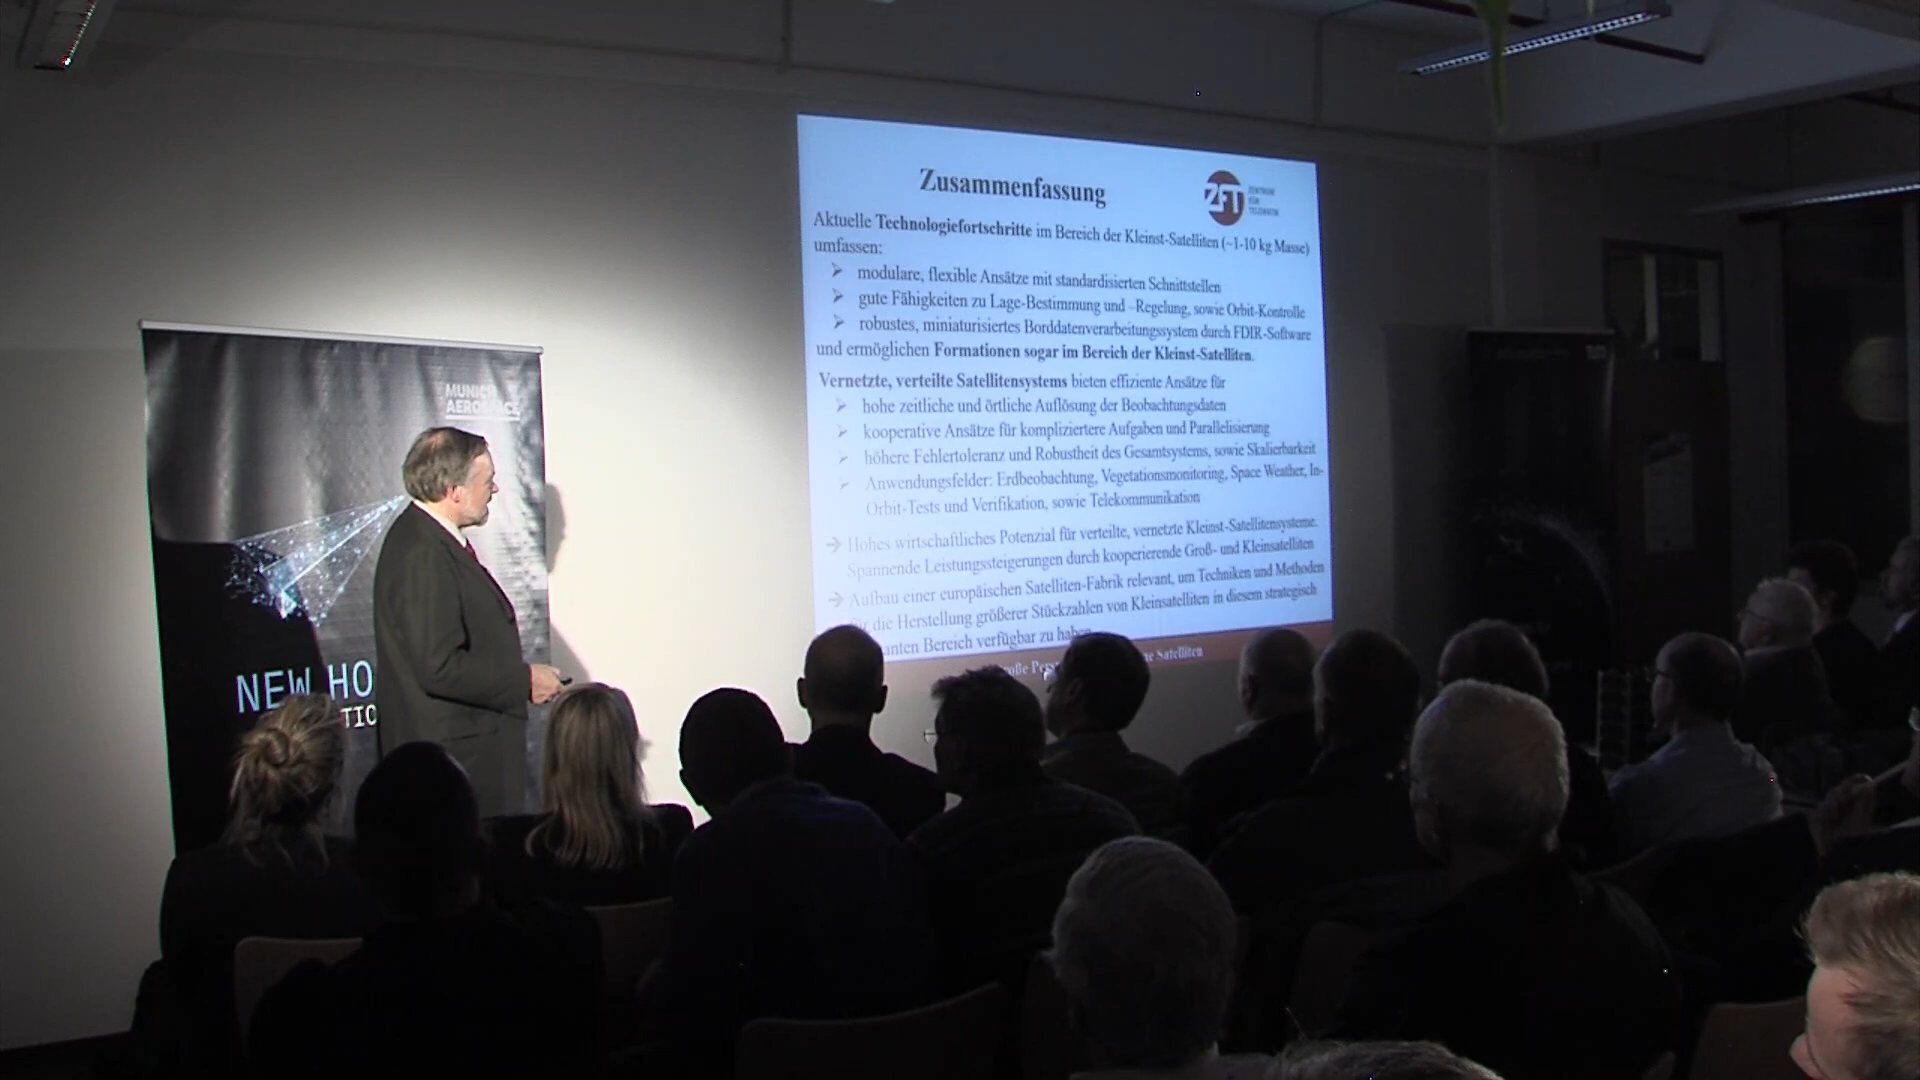 Zusammenfassung
ZFT ZENTRUM
FÜR
TELEMATIK
Aktuelle Technologiefortschritte im Bereich der Kleinst-Satelliten (~1-10 kg Masse)
umfassen:
➢ modulare, flexible Ansätze mit standardisierten Schnittstellen
➢ gute Fähigkeiten zu Lage-Bestimmung und –Regelung, sowie Orbit-Kontrolle
➢ robustes, miniaturisiertes Borddatenverarbeitungssystem durch FDIR-Software
und ermöglichen Formationen sogar im Bereich der Kleinst-Satelliten.
Vernetzte, verteilte Satellitensystems bieten effiziente Ansätze für
➢ hohe zeitliche und örtliche Auflösung der Beobachtungsdaten
➢ kooperative Ansätze für kompliziertere Aufgaben und Parallelisierung
➢ höhere Fehlertoleranz und Robustheit des Gesamtsystems, sowie Skalierbarkeit
➢ Anwendungsfelder: Erdbeobachtung, Vegetationsmonitoring, Space Weather, In-
Orbit-Tests und Verifikation, sowie Telekommunikation
→ Hohes wirtschaftliches Potenzial für verteilte, vernetzte Kleinst-Satellitensysteme.
Spannende Leistungssteigerungen durch kooperierende Groß- und Kleinsatelliten
→ Aufbau einer europäischen Satelliten-Fabrik relevant, um Techniken und Methoden
für die Herstellung größerer Stückzahlen von Kleinsatelliten in diesem strategisch
Bereich verfügbar zu haben
Satelliten
MUNICH
AEROSPACE
NEW HO
TIC